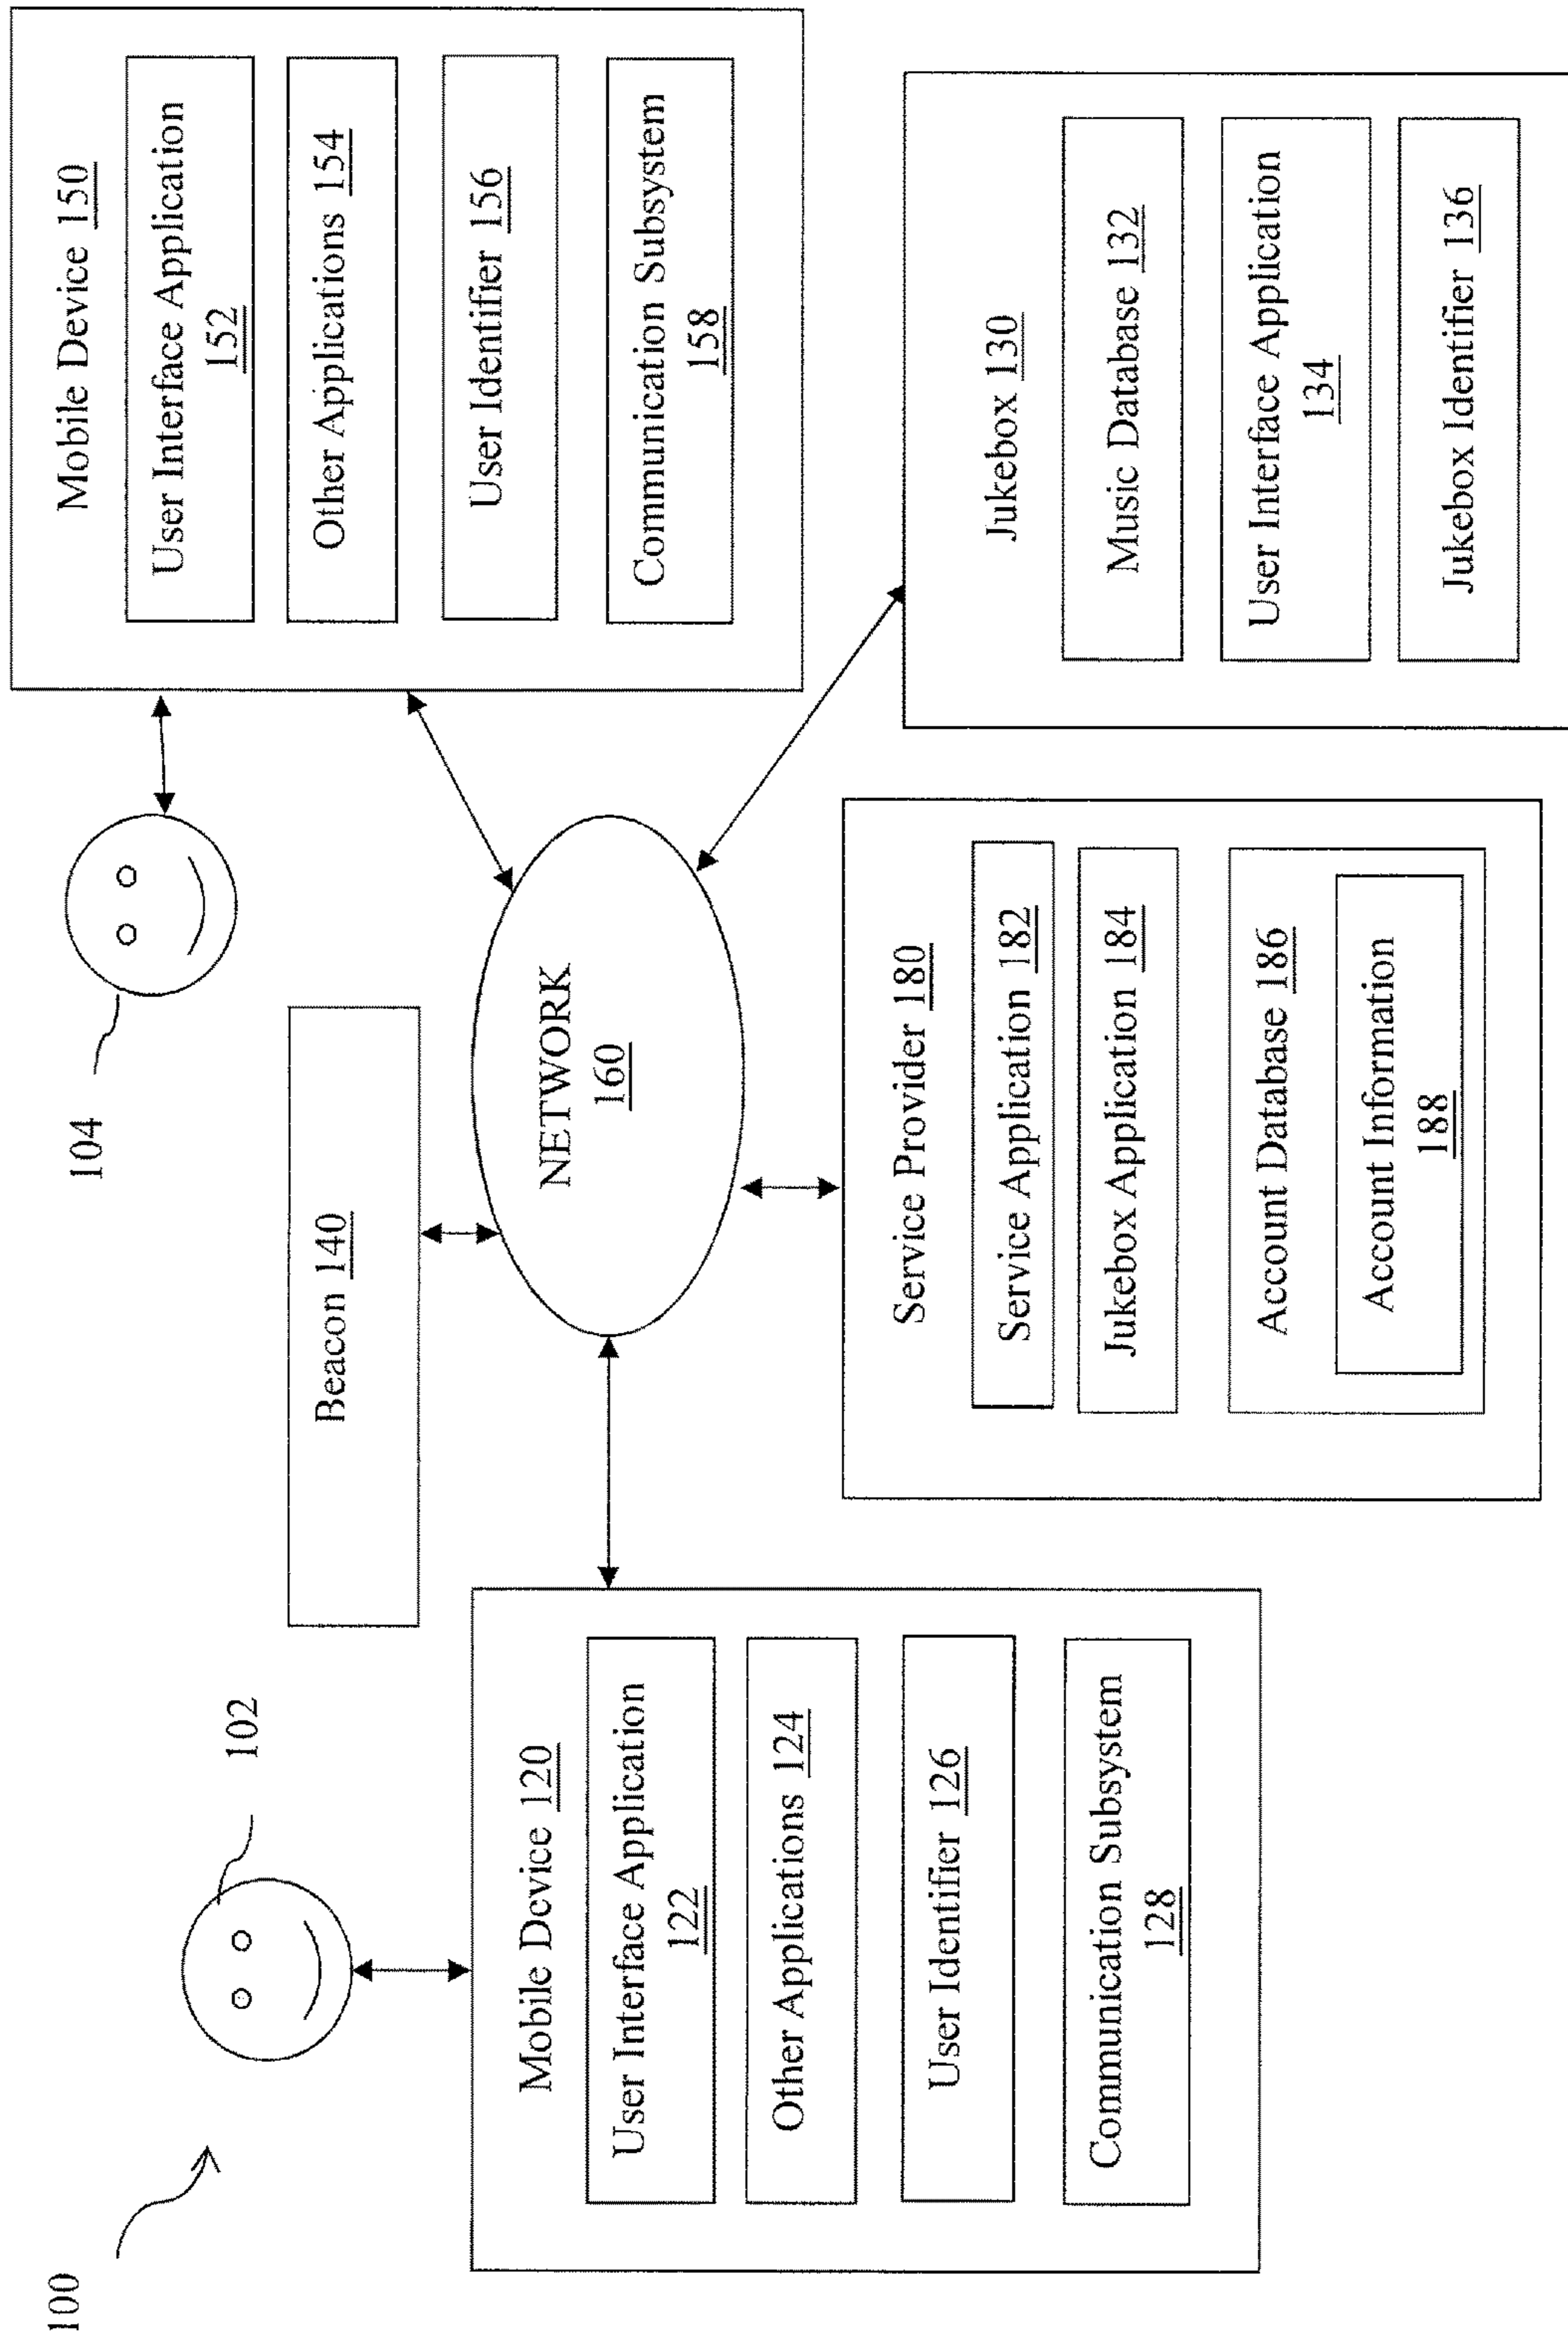 100
102
Mobile Device 120
User Interface Application
122
Other Applications 124
User Identifier 126
Communication Subsystem
128
Beacon 140
NETWORK
160
Service Provider 180
Service Application 182
Jukebox Application 184
Account Database 186
Account Information
188
104
Mobile Device 150
User Interface Application
152
Other Applications 154
User Identifier 156
Communication Subsystem
158
Jukebox 130
Music Database 132
User Interface Application
134
Jukebox Identifier 136